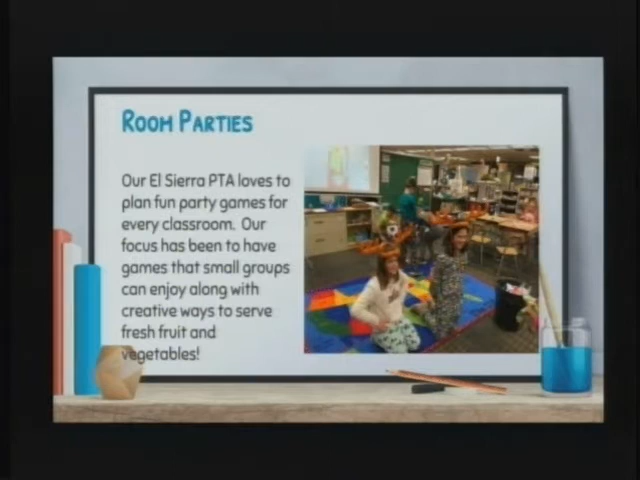 Room Parties
Our El Sierra PTA loves to
plan fun party games for
every classroom. Our
focus has been to have
games that small groups
can enjoy along with
creative ways to serve
fresh fruit and
vegetables!